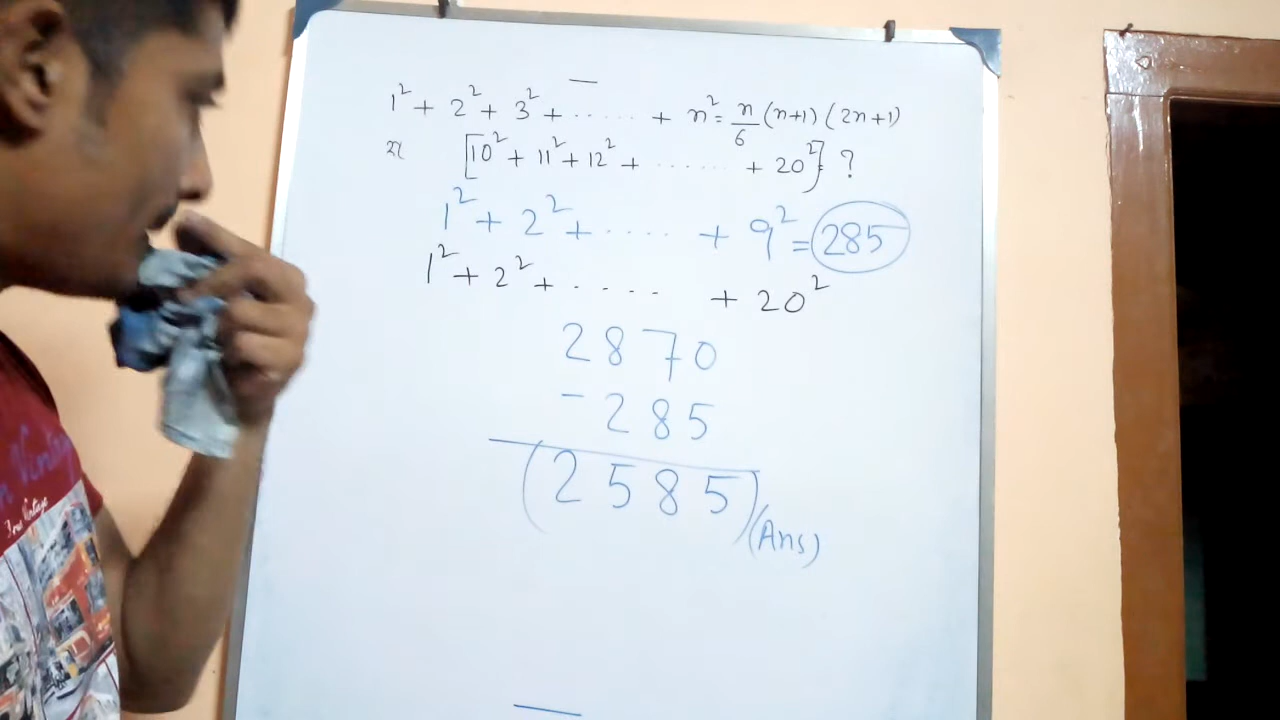 1² + 2² + 3² + ...... + n² = n/6 (n+1) (2n+1)
[10² + 11² + 12² + ...... + 20²] ?
1² + 2² + ..... + 9² = 285
1² + 2² + ..... + 20²
2870
- 285
(2585) (Ans)